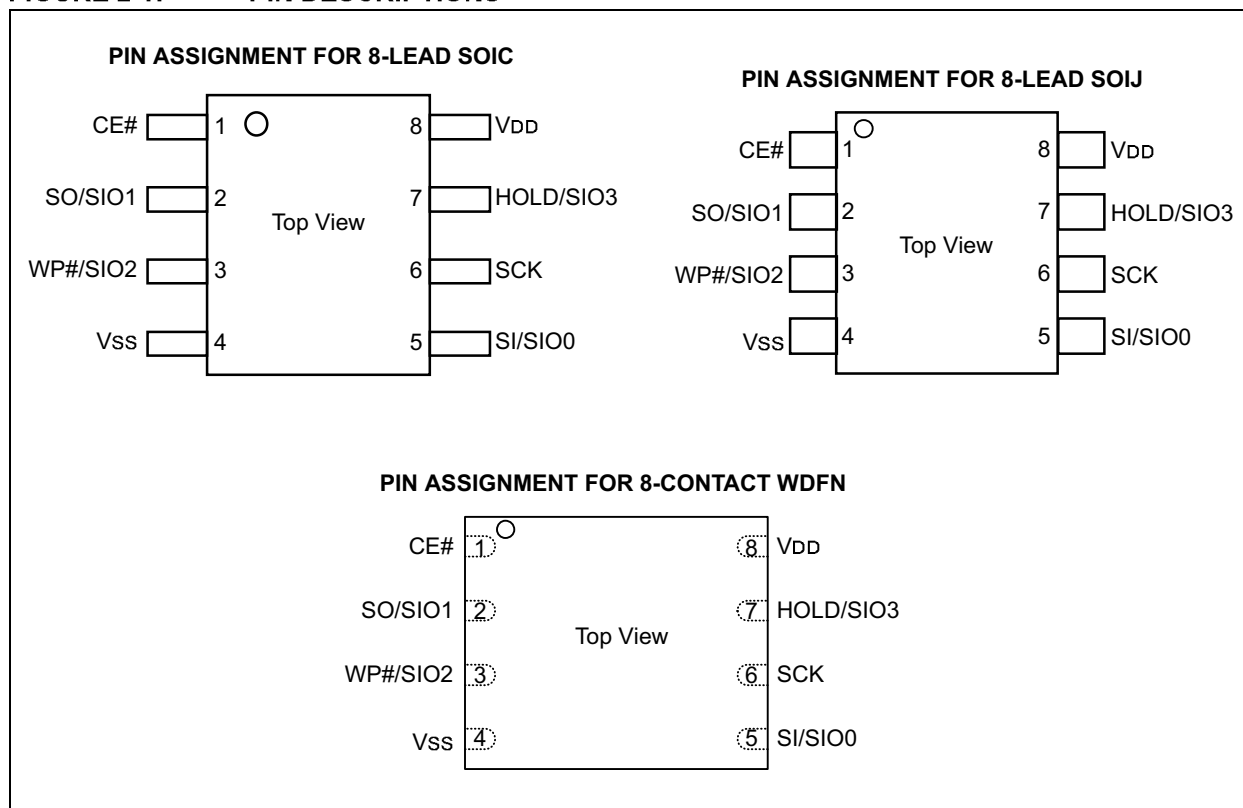 PIN ASSIGNMENT FOR 8-LEAD SOIC
CE# 1 8 VDD
SO/SIO1 2 7 HOLD/SIO3
Top View
WP#/SIO2 3 6 SCK
Vss 4 5 SI/SIO0
PIN ASSIGNMENT FOR 8-LEAD SOIJ
CE# 1 8 VDD
SO/SIO1 2 7 HOLD/SIO3
Top View
WP#/SIO2 3 6 SCK
Vss 4 5 SI/SIO0
PIN ASSIGNMENT FOR 8-CONTACT WDFN
CE# 1 8 VDD
SO/SIO1 2 7 HOLD/SIO3
Top View
WP#/SIO2 3 6 SCK
Vss 4 5 SI/SIO0